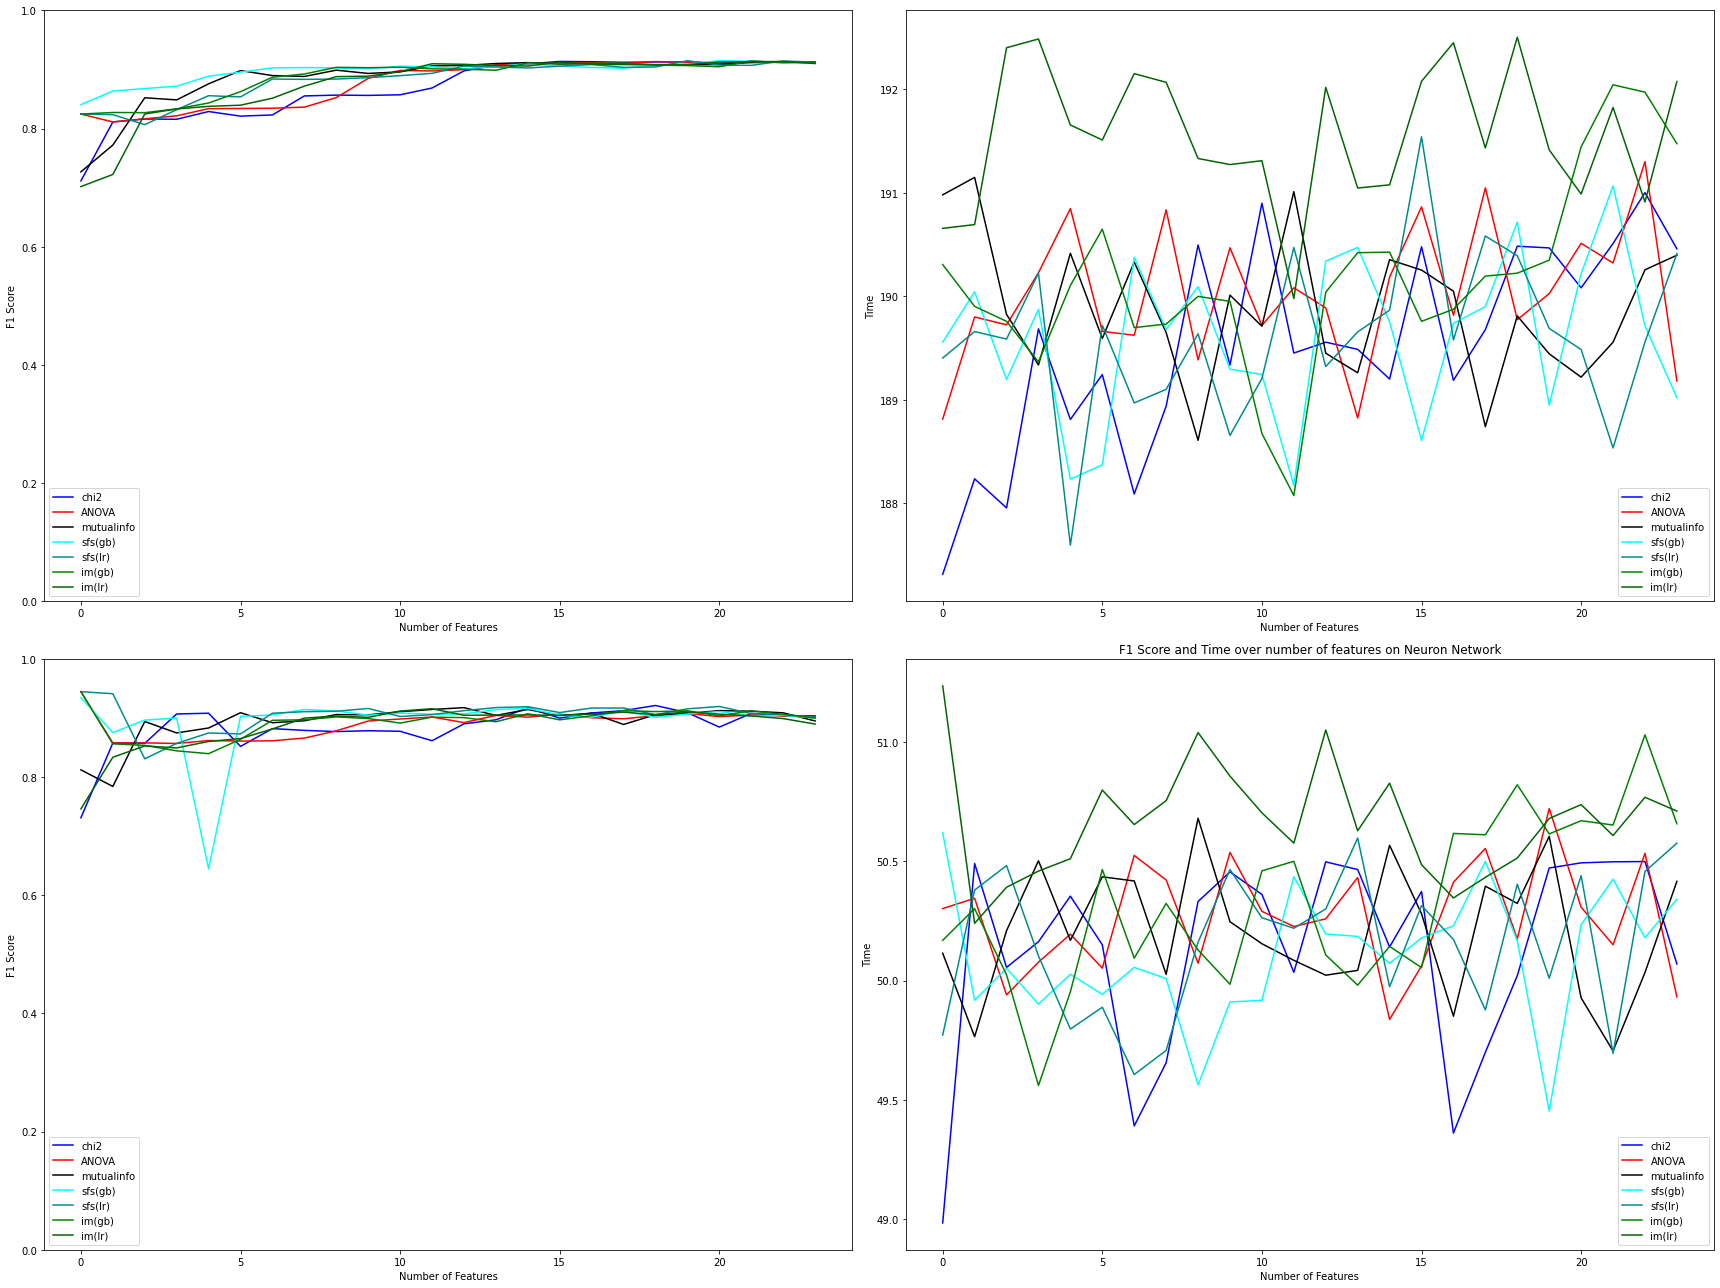 1.0
0.8
0.6
0.4
0.2
0.0
F1 Score
0
5
10
15
20
Number of Features
chi2
ANOVA
mutualinfo
sfs(gb)
sfs(lr)
im(gb)
im(lr)
192
191
190
189
188
Time
0
5
10
15
20
Number of Features
chi2
ANOVA
mutualinfo
sfs(gb)
sfs(lr)
im(gb)
im(lr)
1.0
0.8
0.6
0.4
0.2
0.0
F1 Score
0
5
10
15
20
Number of Features
chi2
ANOVA
mutualinfo
sfs(gb)
sfs(lr)
im(gb)
im(lr)
F1 Score and Time over number of features on Neuron Network
51.0
50.5
50.0
49.5
49.0
Time
0
5
10
15
20
Number of Features
chi2
ANOVA
mutualinfo
sfs(gb)
sfs(lr)
im(gb)
im(lr)